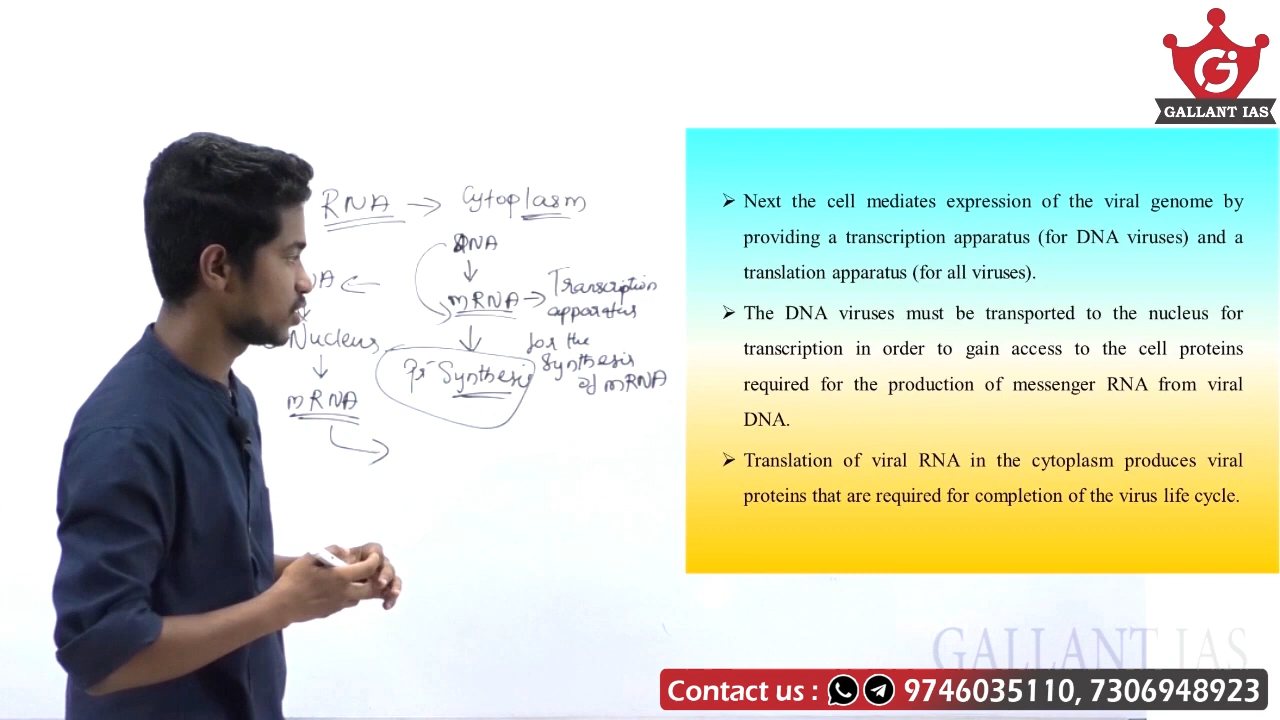 GALLANT IAS
RNA → Cytoplasm
RNA
mRNA → Transcription
apparatus
for the
Synthesis
of mRNA
Synthesis
NA
Nucleus
mRNA
➢ Next the cell mediates expression of the viral genome by
providing a transcription apparatus (for DNA viruses) and a
translation apparatus (for all viruses).
➢ The DNA viruses must be transported to the nucleus for
transcription in order to gain access to the cell proteins
required for the production of messenger RNA from viral
DNA.
➢ Translation of viral RNA in the cytoplasm produces viral
proteins that are required for completion of the virus life cycle.
GALLANT IAS
Contact us : 9746035110, 7306948923